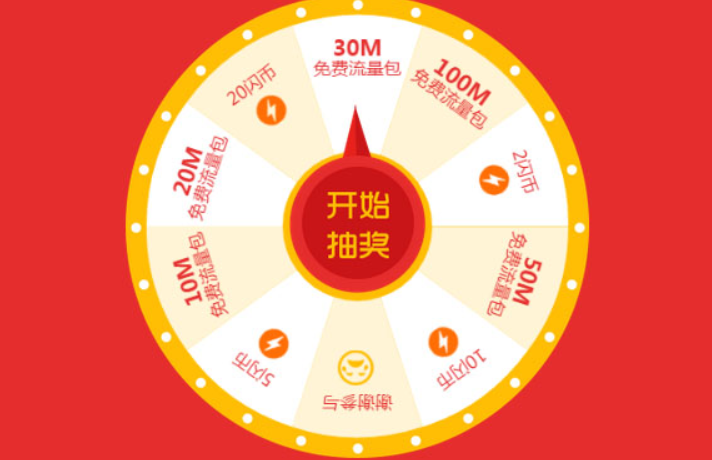 30M
免费流量包
100M
免费流量包
2闪币
50M
免费流量包
10闪币
谢谢参与
5闪币
10M
免费流量包
20M
免费流量包
20闪币
开始
抽奖